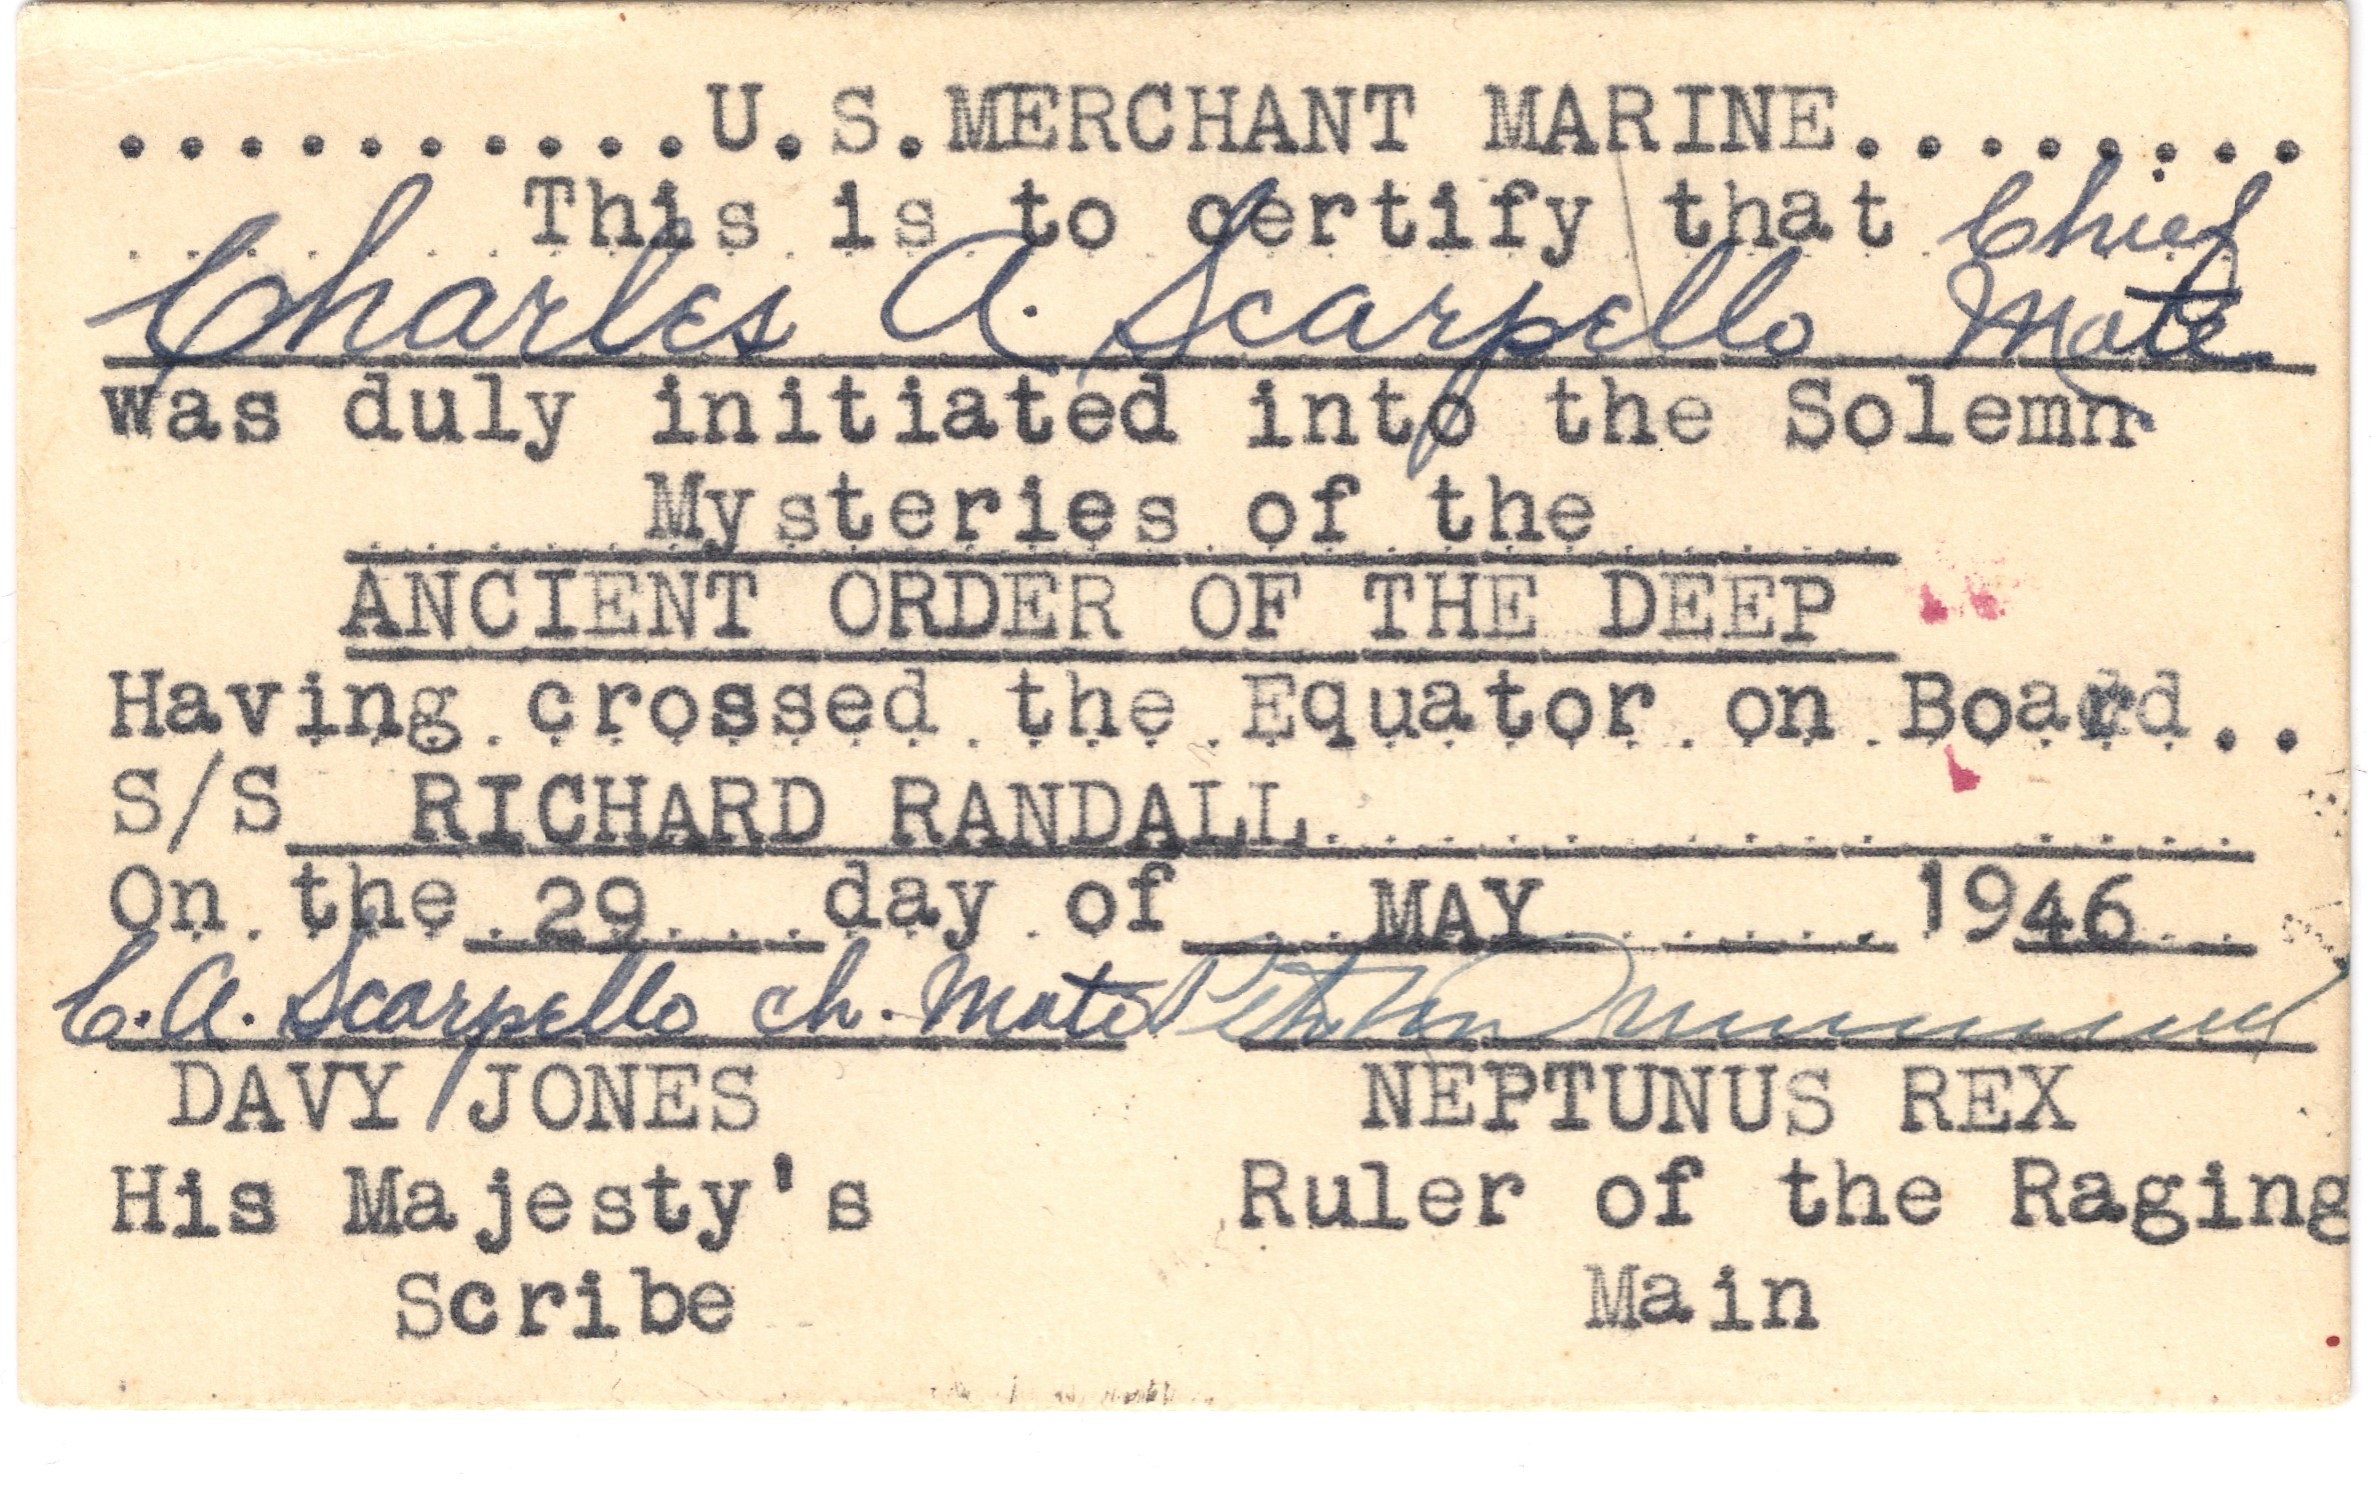 ..........U.S.MERCHANT MARINE........
This is to certify that Chief
Charles A. Scarpello Mate
was duly initiated into the Solemn
Mysteries of the
ANCIENT ORDER OF THE DEEP
Having crossed the Equator on Board..
S/S RICHARD RANDALL
On the 29 day of MAY 1946
C. A. Scarpello ch. Mate
DAVY JONES NEPTUNUS REX
His Majesty's Ruler of the Raging
Scribe Main